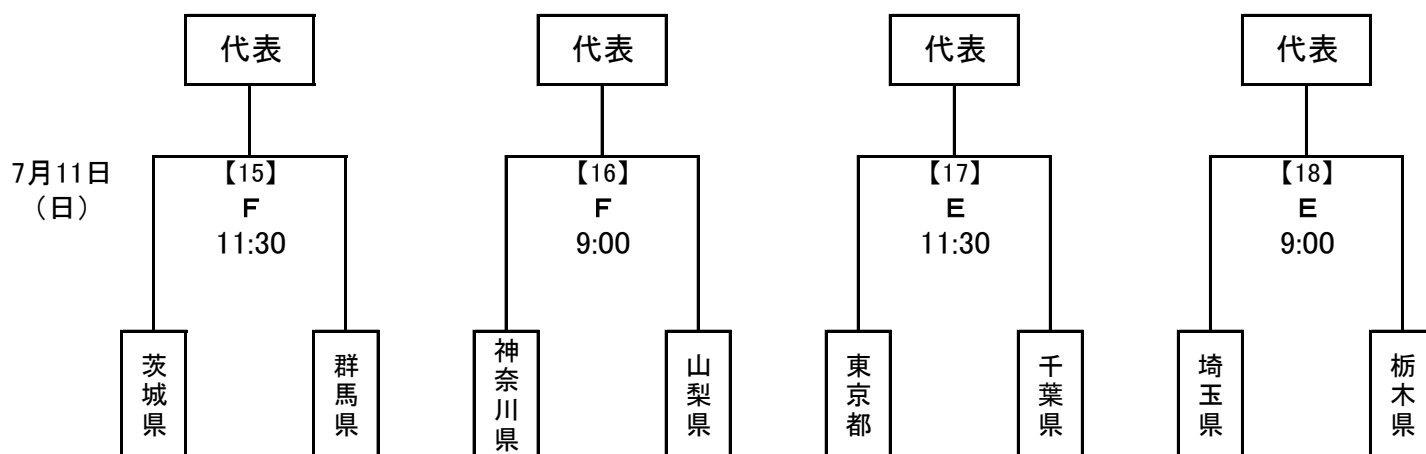 代表
代表
代表
代表
7月11日
（日）
【15】
F
11:30
【16】
F
9:00
【17】
E
11:30
【18】
E
9:00
茨城県
群馬県
神奈川県
山梨県
東京都
千葉県
埼玉県
栃木県